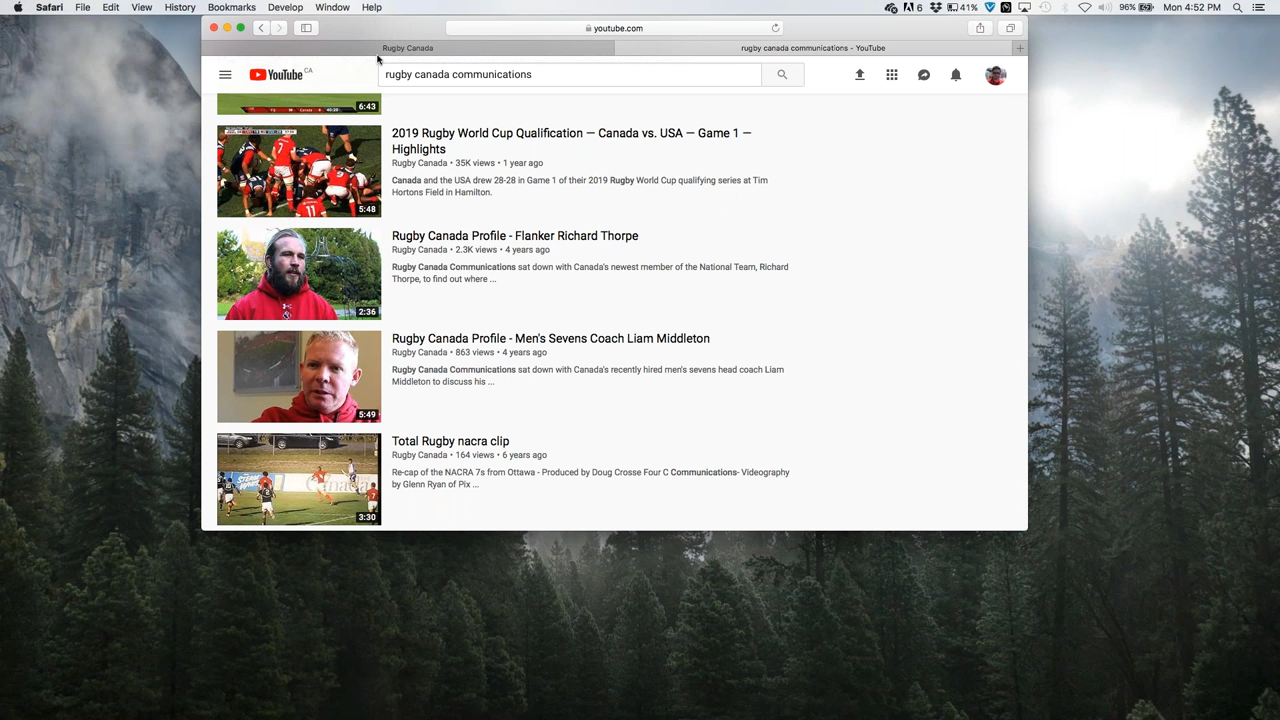 Safari File Edit View History Bookmarks Develop Window Help
6 41% 96% Mon 4:52 PM
youtube.com
Rugby Canada
rugby canada communications - YouTube
YouTube CA
rugby canada communications
6:43
2019 Rugby World Cup Qualification — Canada vs. USA — Game 1 —
Highlights
Rugby Canada • 35K views • 1 year ago
Canada and the USA drew 28-28 in Game 1 of their 2019 Rugby World Cup qualifying series at Tim
Hortons Field in Hamilton.
5:48
Rugby Canada Profile - Flanker Richard Thorpe
Rugby Canada • 2.3K views • 4 years ago
Rugby Canada Communications sat down with Canada's newest member of the National Team, Richard
Thorpe, to find out where ...
2:36
Rugby Canada Profile - Men's Sevens Coach Liam Middleton
Rugby Canada • 863 views • 4 years ago
Rugby Canada Communications sat down with Canada's recently hired men's sevens head coach Liam
Middleton to discuss his ...
5:49
Total Rugby nacra clip
Rugby Canada • 164 views • 6 years ago
Re-cap of the NACRA 7s from Ottawa - Produced by Doug Crosse Four C Communications- Videography
by Glenn Ryan of Pix ...
3:30